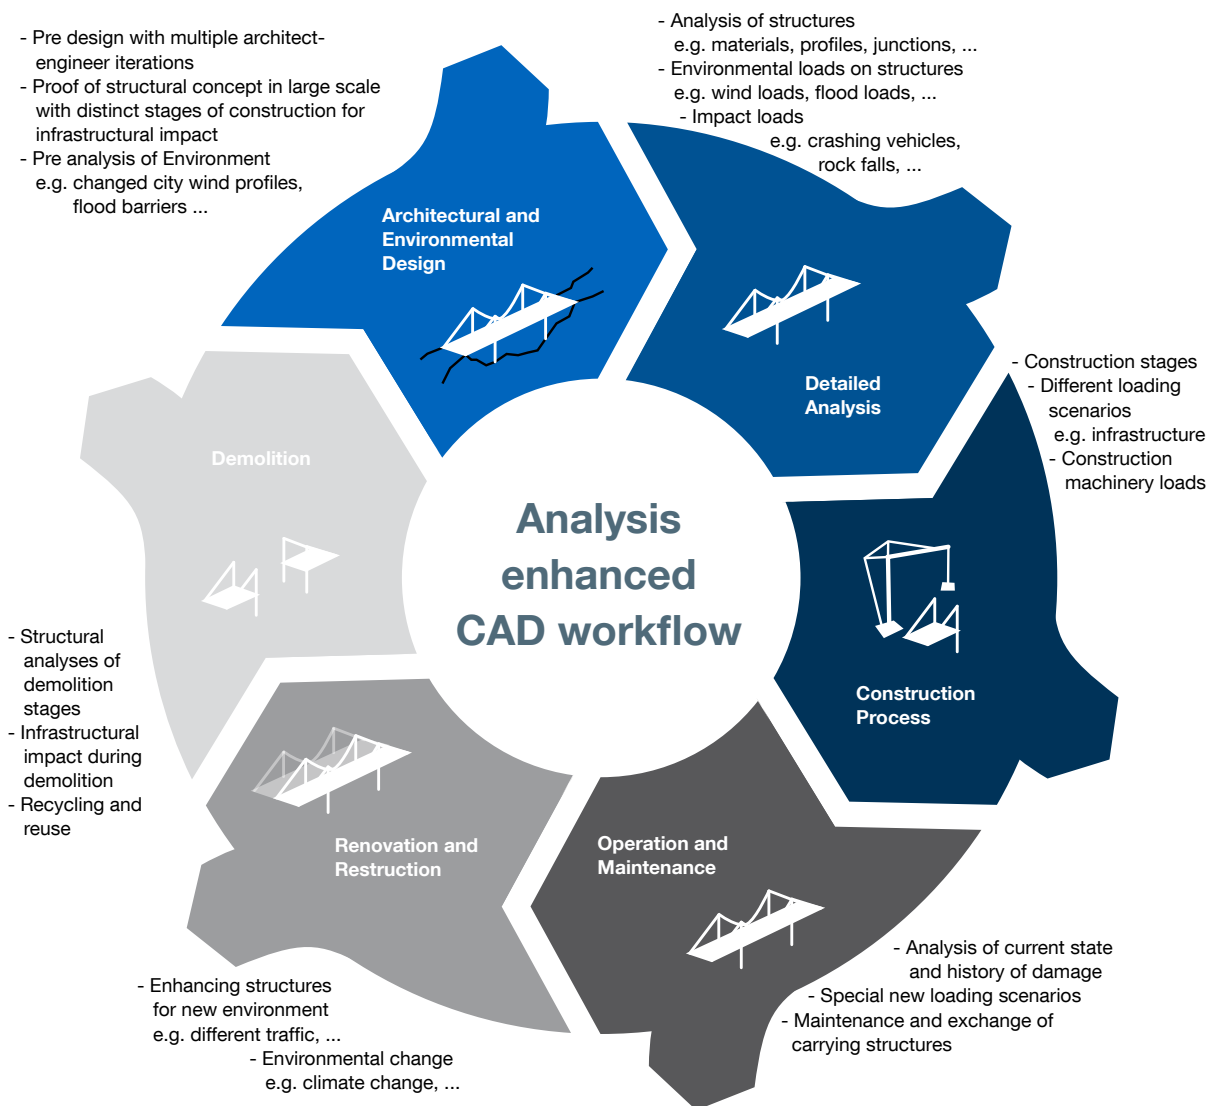 - Pre design with multiple architect-
engineer iterations
- Proof of structural concept in large scale
with distinct stages of construction for
infrastructural impact
- Pre analysis of Environment
e.g. changed city wind profiles,
flood barriers ...
- Analysis of structures
e.g. materials, profiles, junctions, ...
- Environmental loads on structures
e.g. wind loads, flood loads, ...
- Impact loads
e.g. crashing vehicles,
rock falls, ...
Architectural and
Environmental
Design
Detailed
Analysis
- Construction stages
- Different loading
scenarios
e.g. infrastructure
- Construction
machinery loads
Demolition
Analysis
enhanced
CAD workflow
- Structural
analyses of
demolition
stages
- Infrastructural
impact during
demolition
- Recycling and
reuse
Construction
Process
Renovation and
Restruction
Operation and
Maintenance
- Enhancing structures
for new environment
e.g. different traffic, ...
- Environmental change
e.g. climate change, ...
- Analysis of current state
and history of damage
- Special new loading scenarios
- Maintenance and exchange of
carrying structures